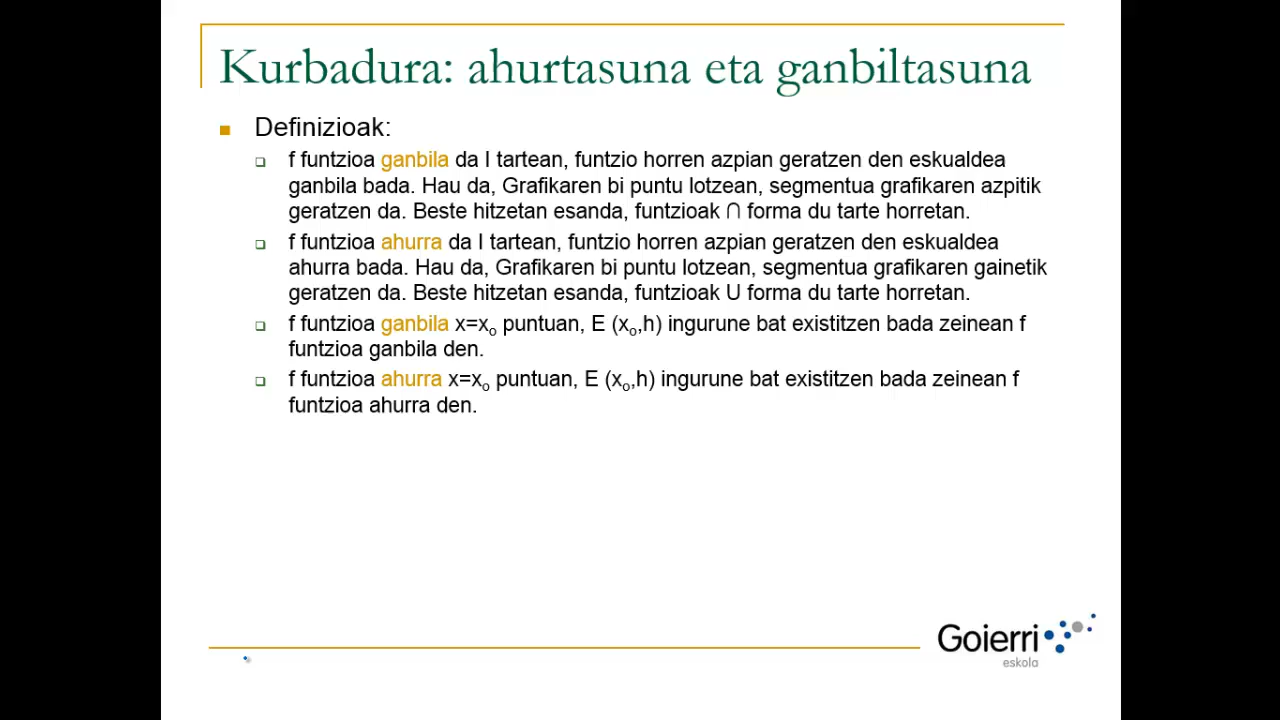 Kurbadura: ahurtasuna eta ganbiltasuna
Definizioak:
f funtzioa ganbila da I tartean, funtzio horren azpian geratzen den eskualdea
ganbila bada. Hau da, Grafikaren bi puntu lotzean, segmentua grafikaren azpitik
geratzen da. Beste hitzetan esanda, funtzioak ∩ forma du tarte horretan.
f funtzioa ahurra da I tartean, funtzio horren azpian geratzen den eskualdea
ahurra bada. Hau da, Grafikaren bi puntu lotzean, segmentua grafikaren gainetik
geratzen da. Beste hitzetan esanda, funtzioak U forma du tarte horretan.
f funtzioa ganbila x=xₒ puntuan, E (xₒ,h) ingurune bat existitzen bada zeinean f
funtzioa ganbila den.
f funtzioa ahurra x=xₒ puntuan, E (xₒ,h) ingurune bat existitzen bada zeinean f
funtzioa ahurra den.
Goierri
eskola